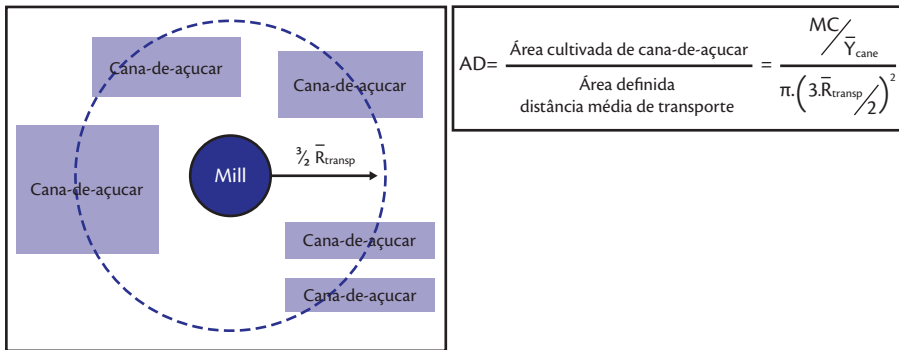 Cana-de-açucar
Cana-de-açucar
Cana-de-açucar
Mill
3/2 R̅transp
Cana-de-açucar
Cana-de-açucar
AD= Área cultivada de cana-de-açucar / Área definida distância média de transporte = MC/Y̅cane / π.(3.R̅transp/2)²